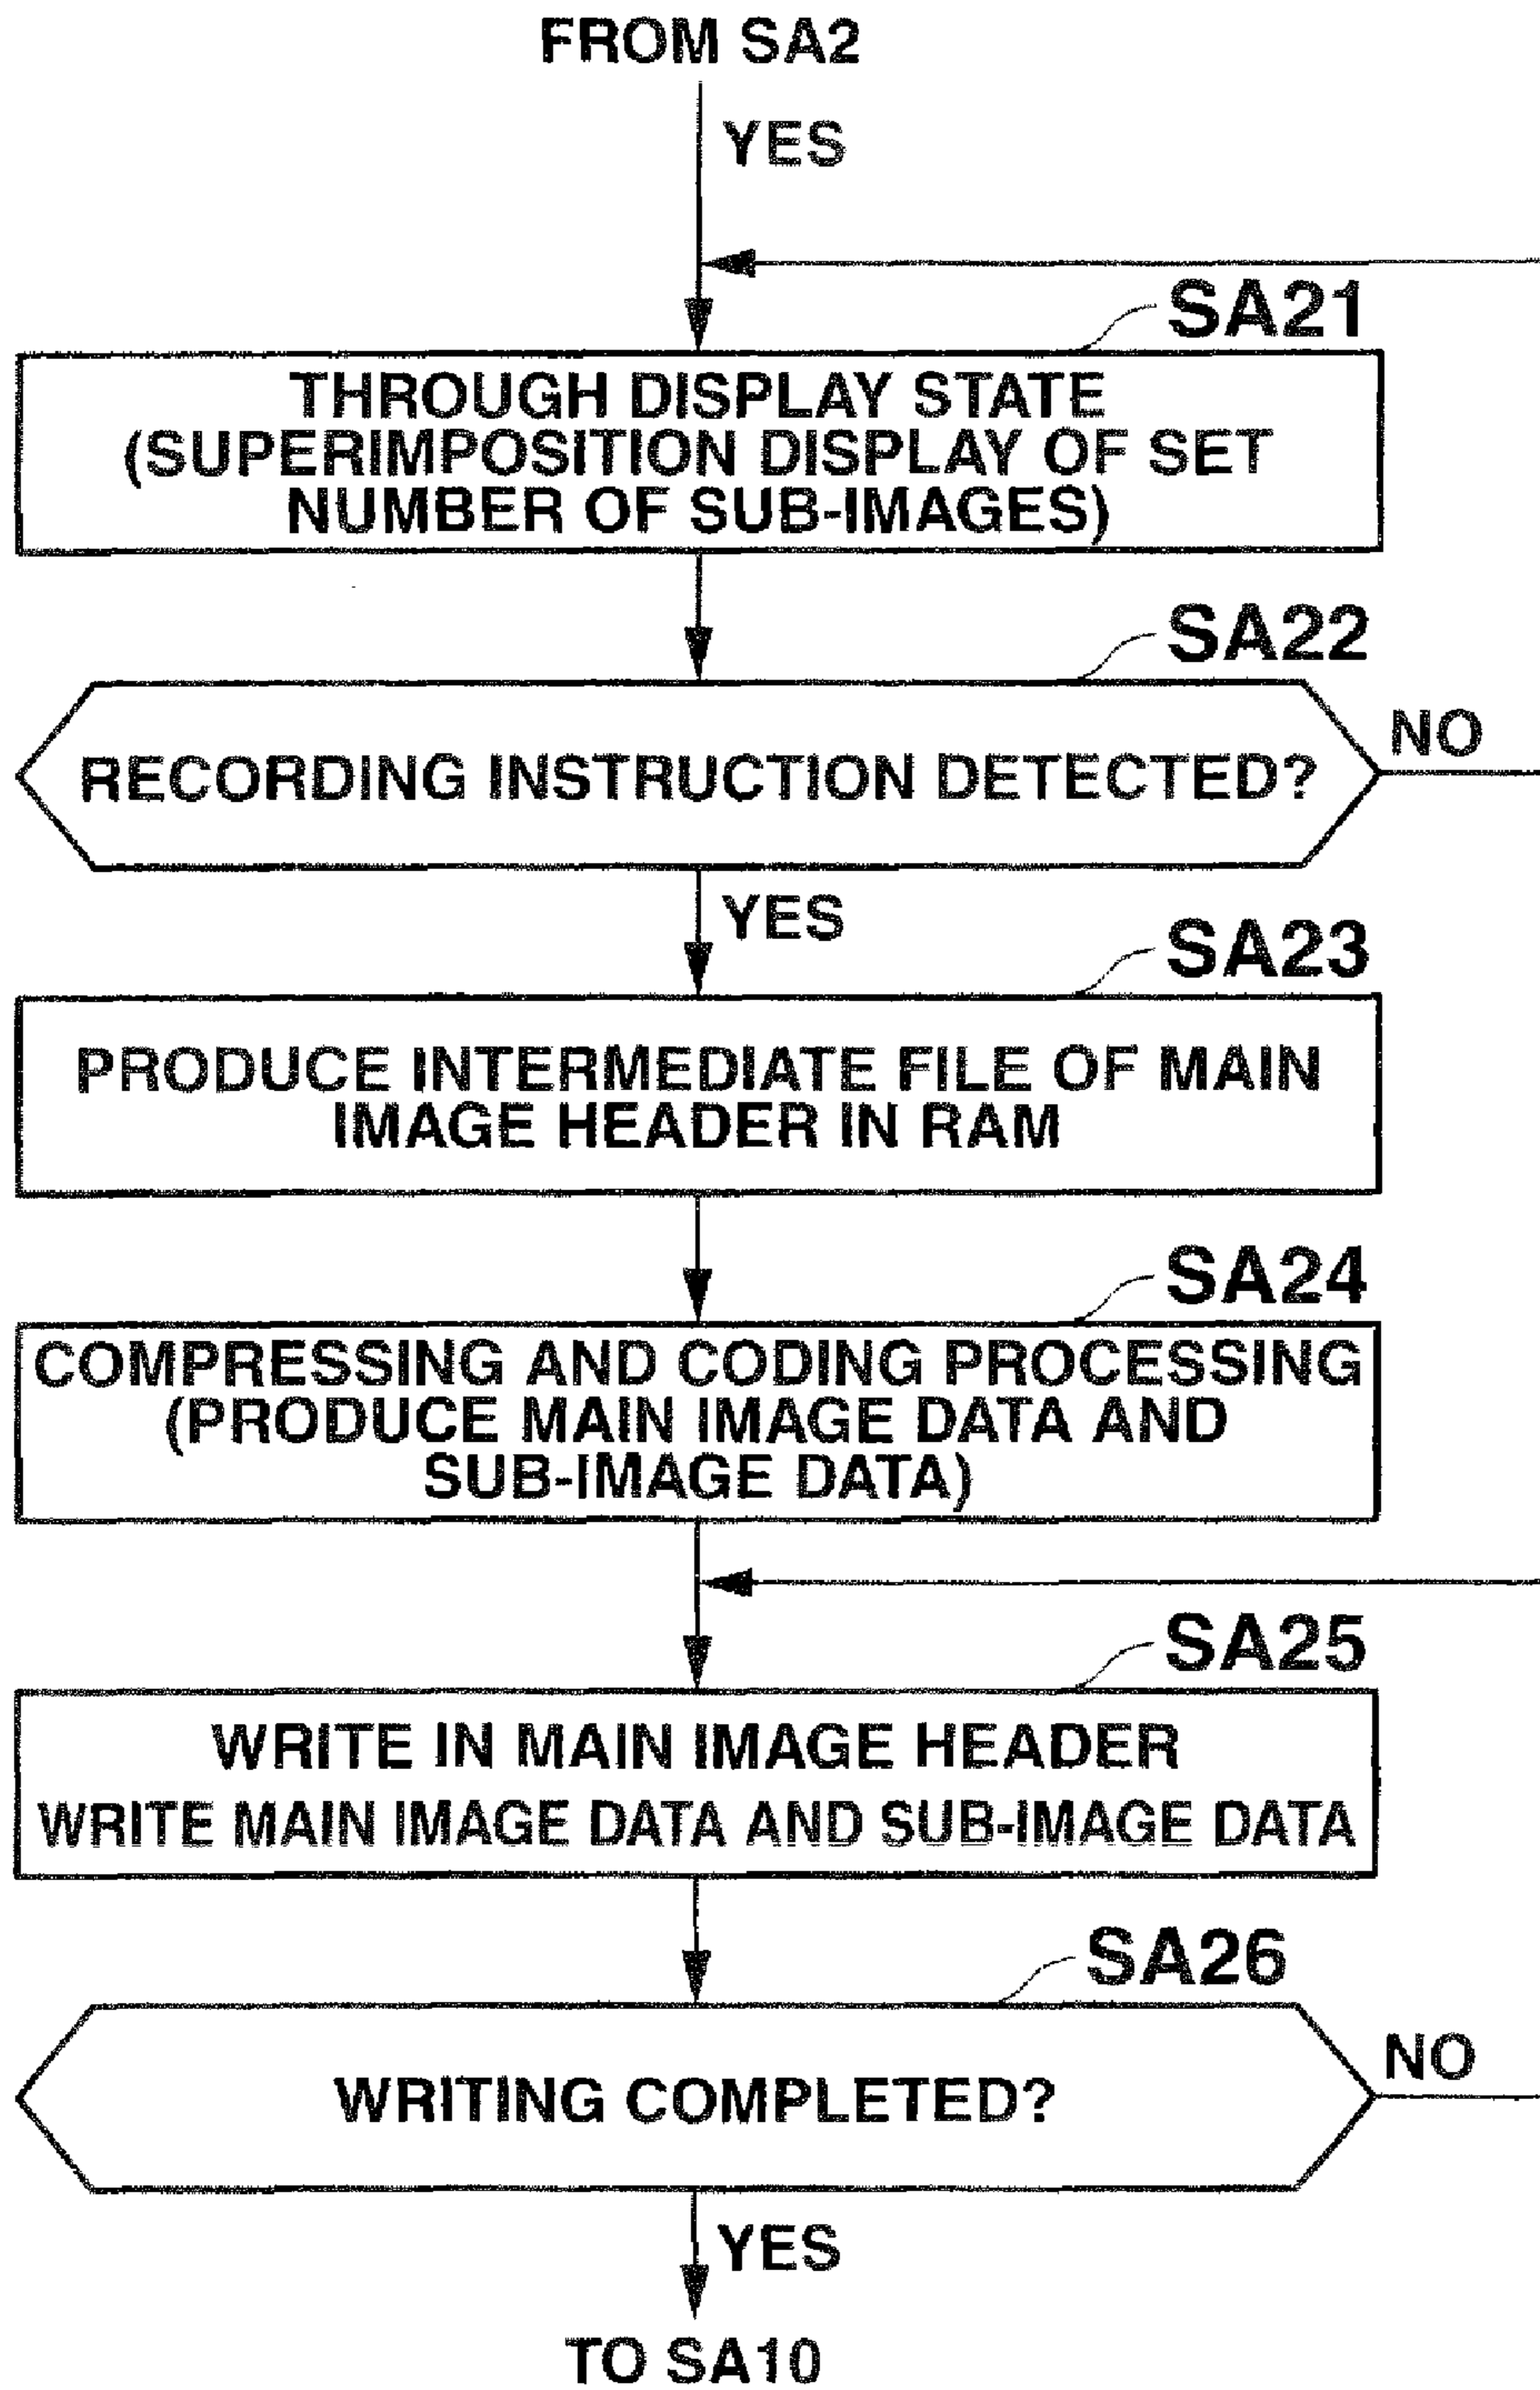 FROM SA2
YES
SA21
THROUGH DISPLAY STATE
(SUPERIMPOSITION DISPLAY OF SET
NUMBER OF SUB-IMAGES)
SA22
RECORDING INSTRUCTION DETECTED?
NO
YES
SA23
PRODUCE INTERMEDIATE FILE OF MAIN
IMAGE HEADER IN RAM
SA24
COMPRESSING AND CODING PROCESSING
(PRODUCE MAIN IMAGE DATA AND
SUB-IMAGE DATA)
SA25
WRITE IN MAIN IMAGE HEADER
WRITE MAIN IMAGE DATA AND SUB-IMAGE DATA
SA26
WRITING COMPLETED?
NO
YES
TO SA10